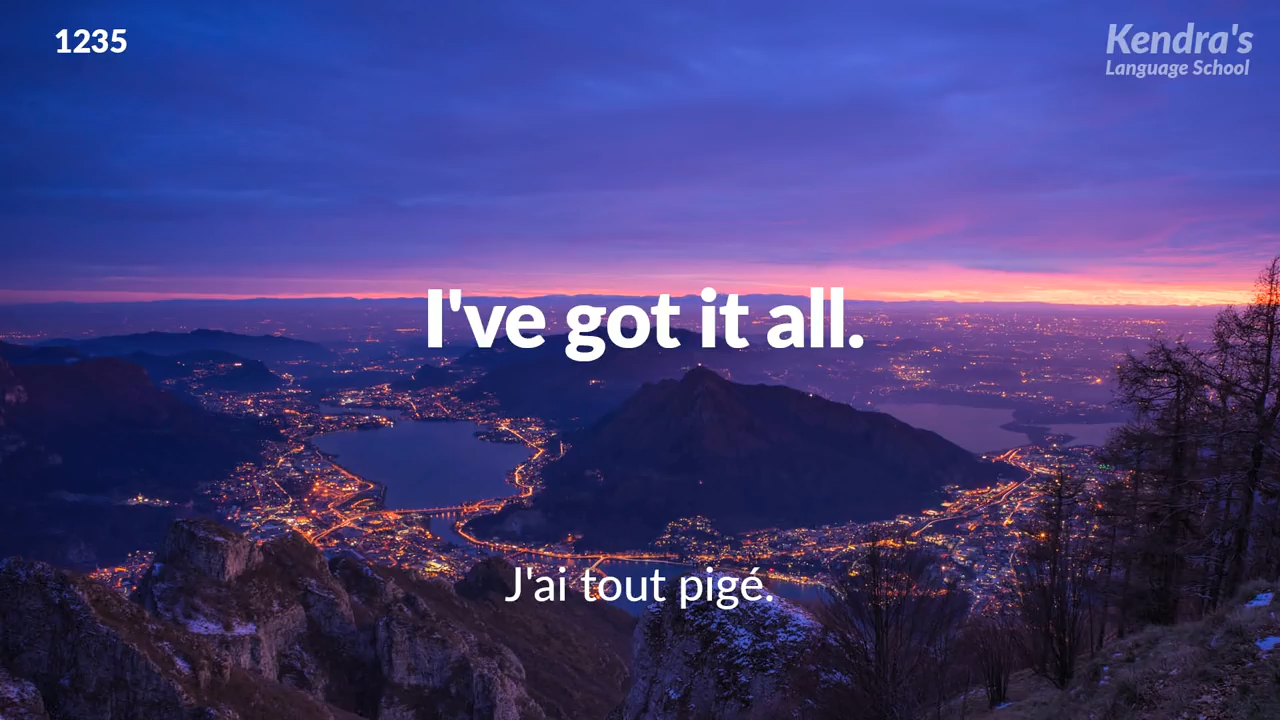 1235
Kendra's
Language School
I've got it all.
J'ai tout pigé.